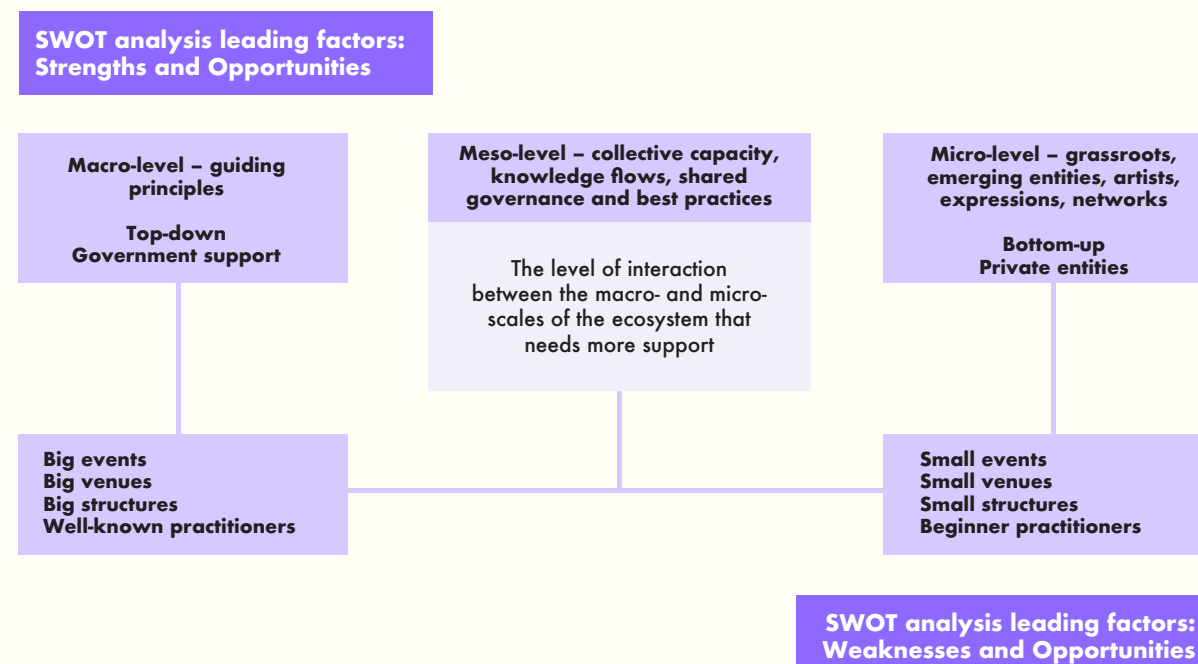 SWOT analysis leading factors:
Strengths and Opportunities
Macro-level – guiding
principles
Top-down
Government support
Meso-level – collective capacity,
knowledge flows, shared
governance and best practices
The level of interaction
between the macro- and micro-
scales of the ecosystem that
needs more support
Micro-level – grassroots,
emerging entities, artists,
expressions, networks
Bottom-up
Private entities
Big events
Big venues
Big structures
Well-known practitioners
Small events
Small venues
Small structures
Beginner practitioners
SWOT analysis leading factors:
Weaknesses and Opportunities